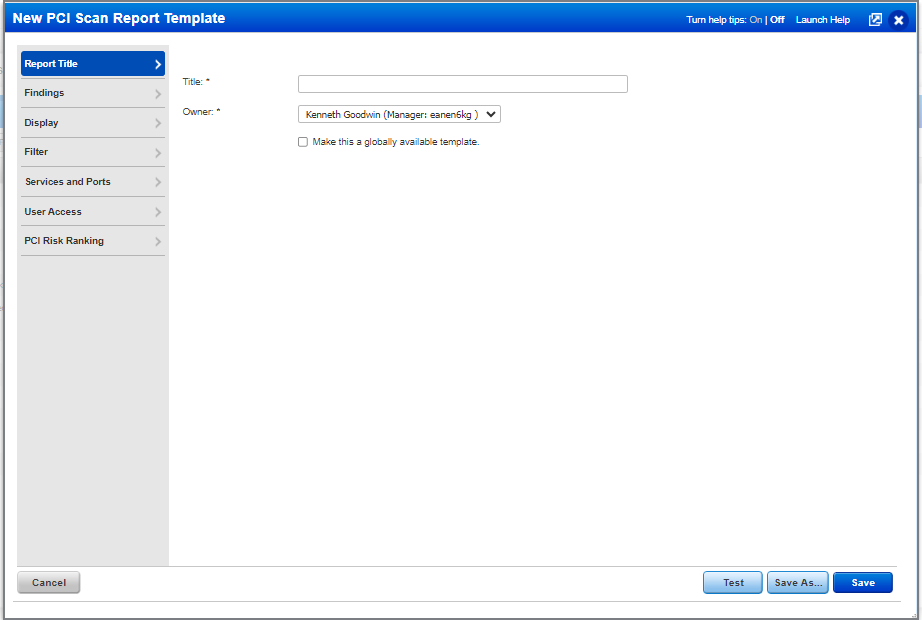 New PCI Scan Report Template
Turn help tips: On | Off Launch Help
Report Title
Findings
Display
Filter
Services and Ports
User Access
PCI Risk Ranking
Title: *
Owner: *
Kenneth Goodwin (Manager: eanen6kg )
Make this a globally available template.
Cancel
Test
Save As...
Save